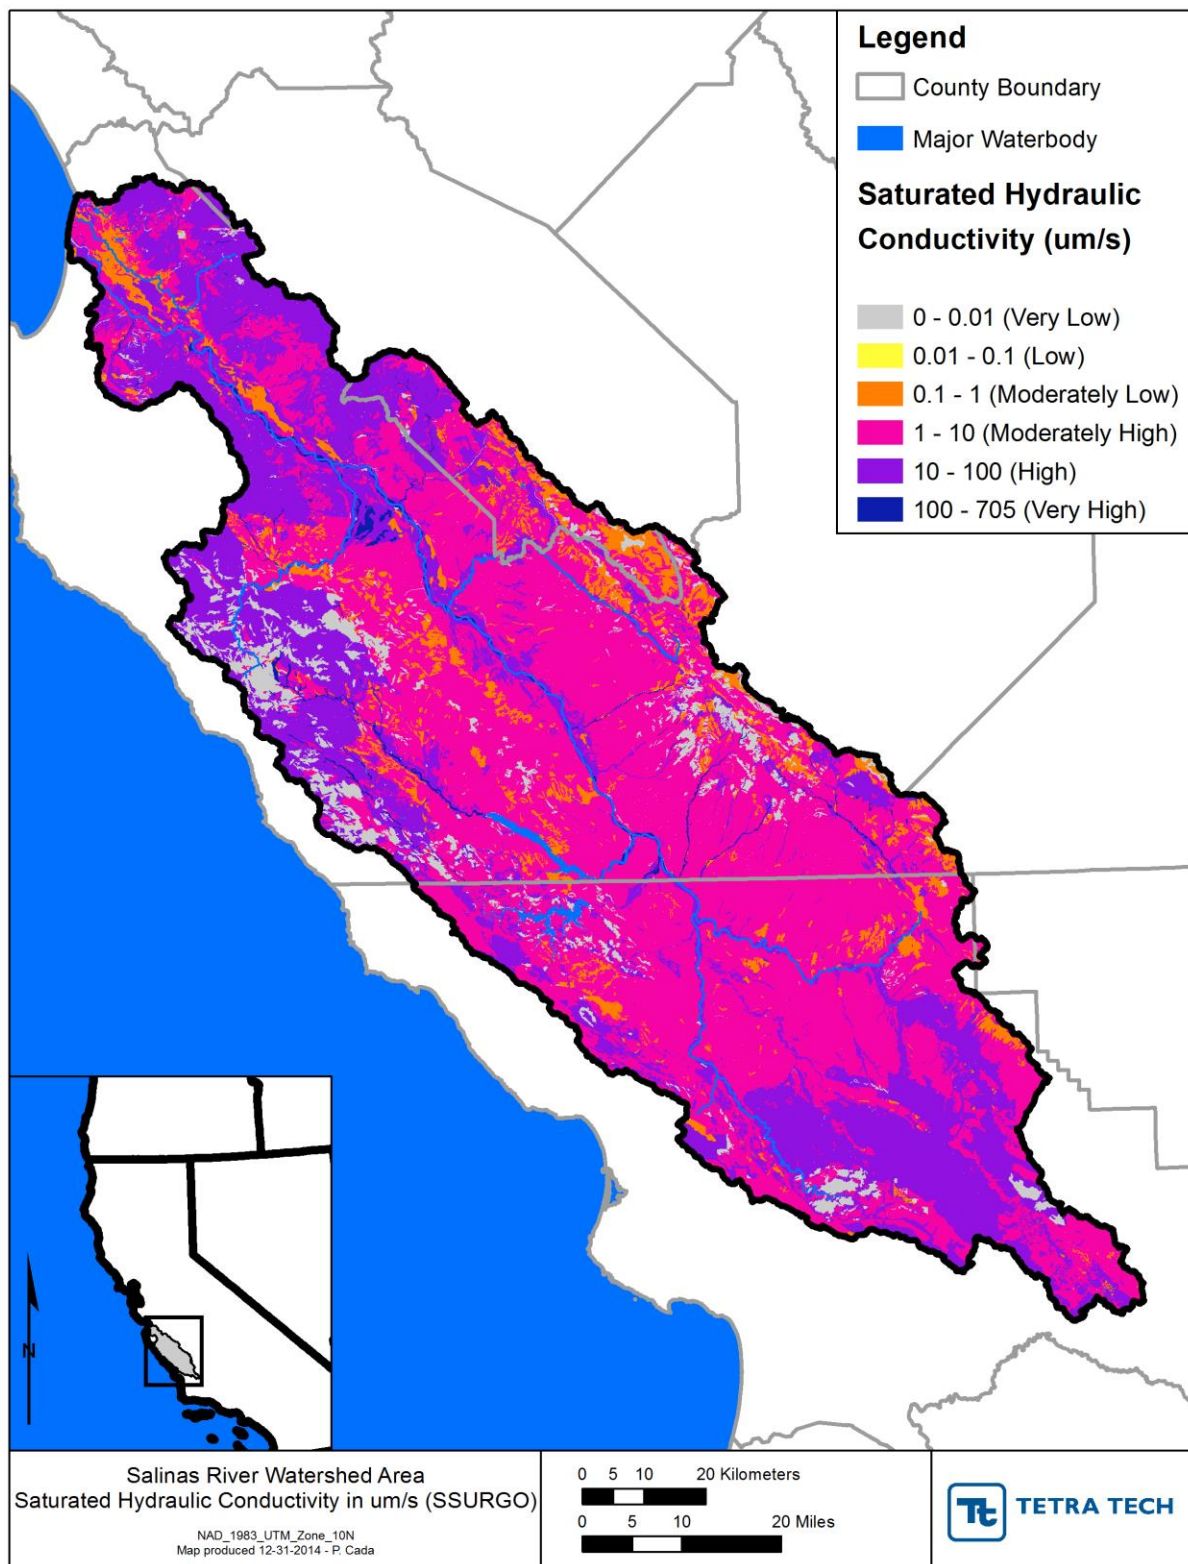 Legend
County Boundary
Major Waterbody
Saturated Hydraulic
Conductivity (um/s)
0 - 0.01 (Very Low)
0.01 - 0.1 (Low)
0.1 - 1 (Moderately Low)
1 - 10 (Moderately High)
10 - 100 (High)
100 - 705 (Very High)
N
Salinas River Watershed Area
Saturated Hydraulic Conductivity in um/s (SSURGO)
NAD_1983_UTM_Zone_10N
Map produced 12-31-2014 - P. Cada
0 5 10 20 Kilometers
0 5 10 20 Miles
Tt
TETRA TECH